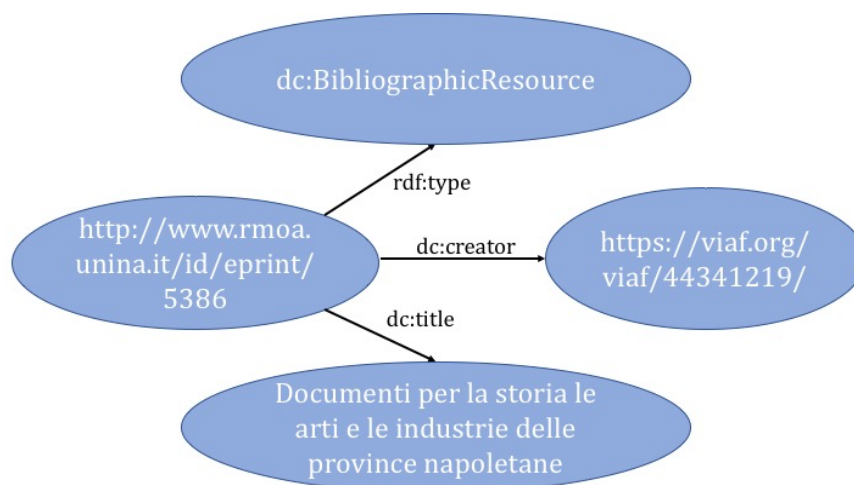 dc:BibliographicResource
rdf:type
http://www.rmoa.
unina.it/id/eprint/
5386
dc:creator
https://viaf.org/
viaf/44341219/
dc:title
Documenti per la storia le
arti e le industrie delle
province napoletane